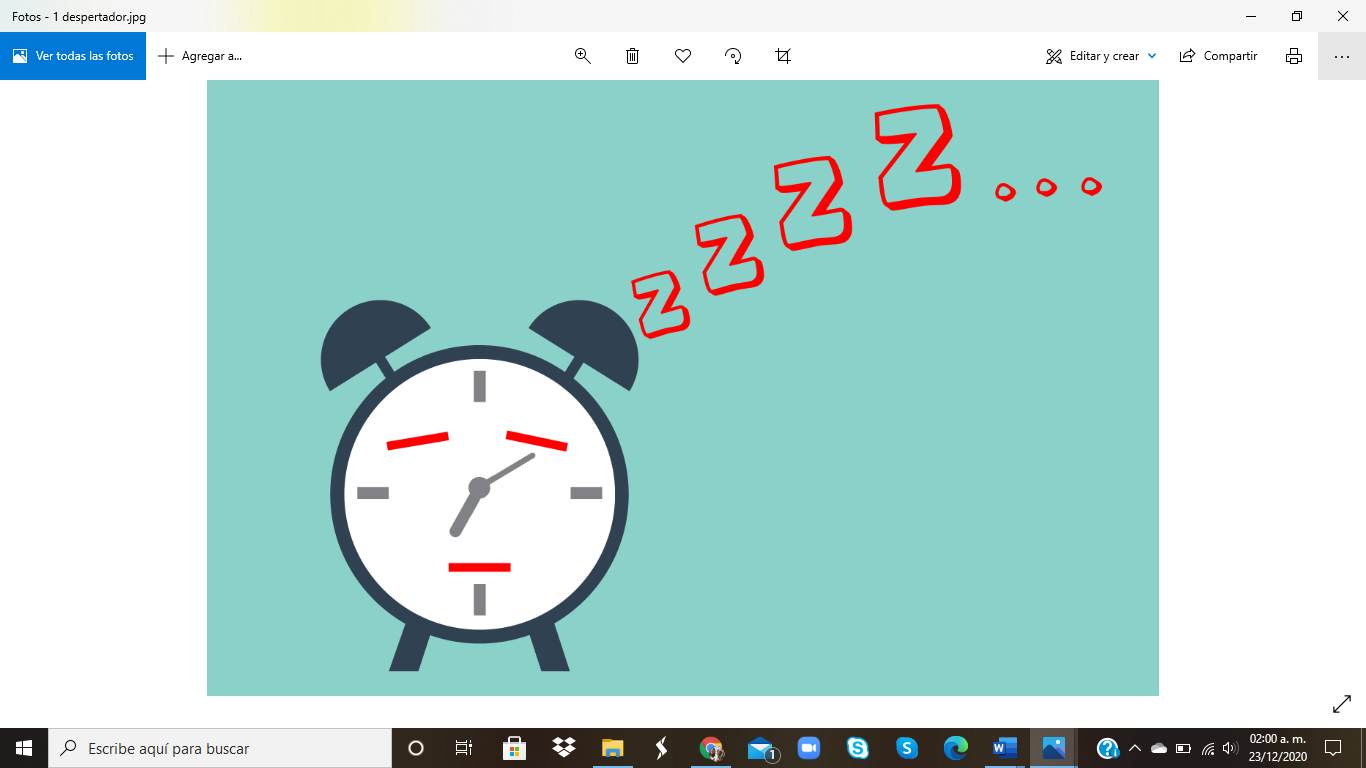 Fotos - 1 despertador.jpg
Ver todas las fotos
Agregar a...
Editar y crear
Compartir
z z Z Z ...
Escribe aquí para buscar
1
02:00 a. m.
23/12/2020